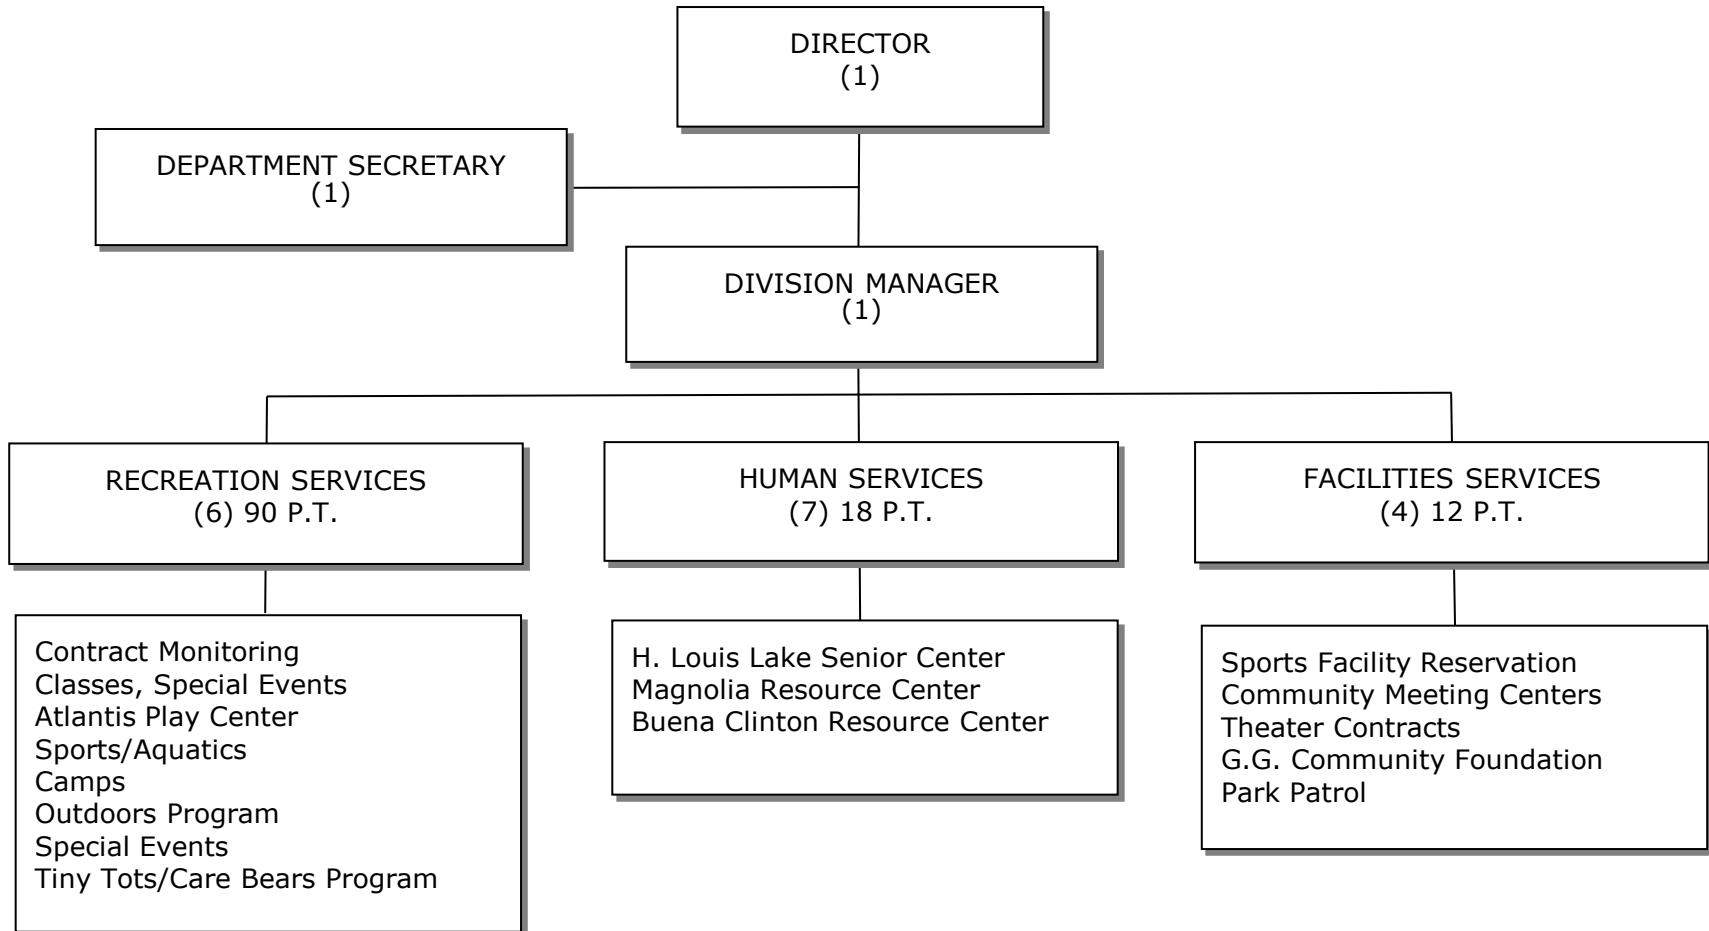 DIRECTOR
(1)
DEPARTMENT SECRETARY
(1)
DIVISION MANAGER
(1)
RECREATION SERVICES
(6) 90 P.T.
HUMAN SERVICES
(7) 18 P.T.
FACILITIES SERVICES
(4) 12 P.T.
Contract Monitoring
Classes, Special Events
Atlantis Play Center
Sports/Aquatics
Camps
Outdoors Program
Special Events
Tiny Tots/Care Bears Program
H. Louis Lake Senior Center
Magnolia Resource Center
Buena Clinton Resource Center
Sports Facility Reservation
Community Meeting Centers
Theater Contracts
G.G. Community Foundation
Park Patrol